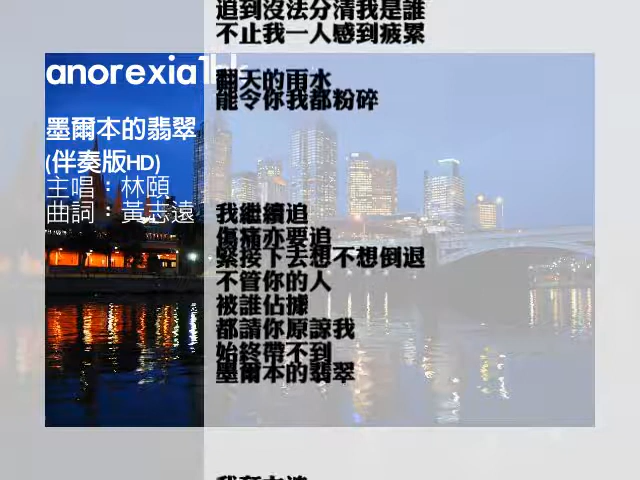 追到沒法分清我是誰
不止我一人感到疲累
翻天的雨水
能令你我都粉碎
anorexia1hk
墨爾本的翡翠
(伴奏版HD)
主唱：林頤
曲詞：黃志遠
我繼續追
傷痛亦要追
緊接下去想不想倒退
不管你的人
被誰佔據
都請你原諒我
始終帶不到
墨爾本的翡翠